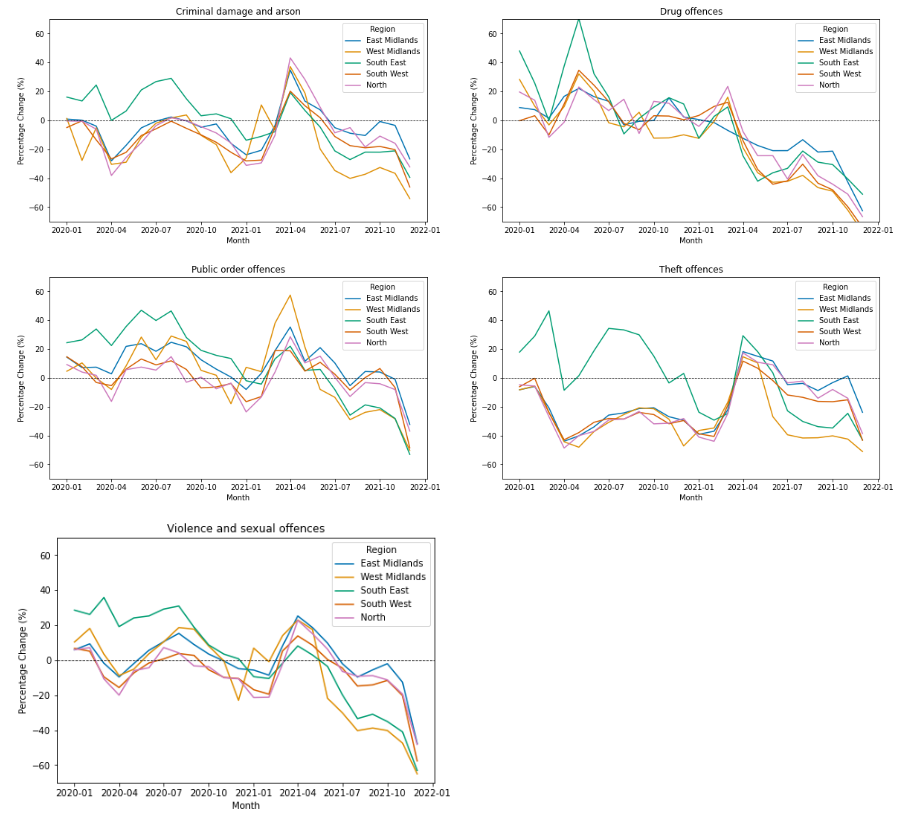 Criminal damage and arson
Percentage Change (%)
60
40
20
0
−20
−40
−60
Region
East Midlands
West Midlands
South East
South West
North
2020-01 2020-04 2020-07 2020-10 2021-01 2021-04 2021-07 2021-10 2022-01
Month
Drug offences
Percentage Change (%)
60
40
20
0
−20
−40
−60
Region
East Midlands
West Midlands
South East
South West
North
2020-01 2020-04 2020-07 2020-10 2021-01 2021-04 2021-07 2021-10 2022-01
Month
Public order offences
Percentage Change (%)
60
40
20
0
−20
−40
−60
Region
East Midlands
West Midlands
South East
South West
North
2020-01 2020-04 2020-07 2020-10 2021-01 2021-04 2021-07 2021-10 2022-01
Month
Theft offences
Percentage Change (%)
60
40
20
0
−20
−40
−60
Region
East Midlands
West Midlands
South East
South West
North
2020-01 2020-04 2020-07 2020-10 2021-01 2021-04 2021-07 2021-10 2022-01
Month
Violence and sexual offences
Percentage Change (%)
60
40
20
0
−20
−40
−60
Region
East Midlands
West Midlands
South East
South West
North
2020-01 2020-04 2020-07 2020-10 2021-01 2021-04 2021-07 2021-10 2022-01
Month